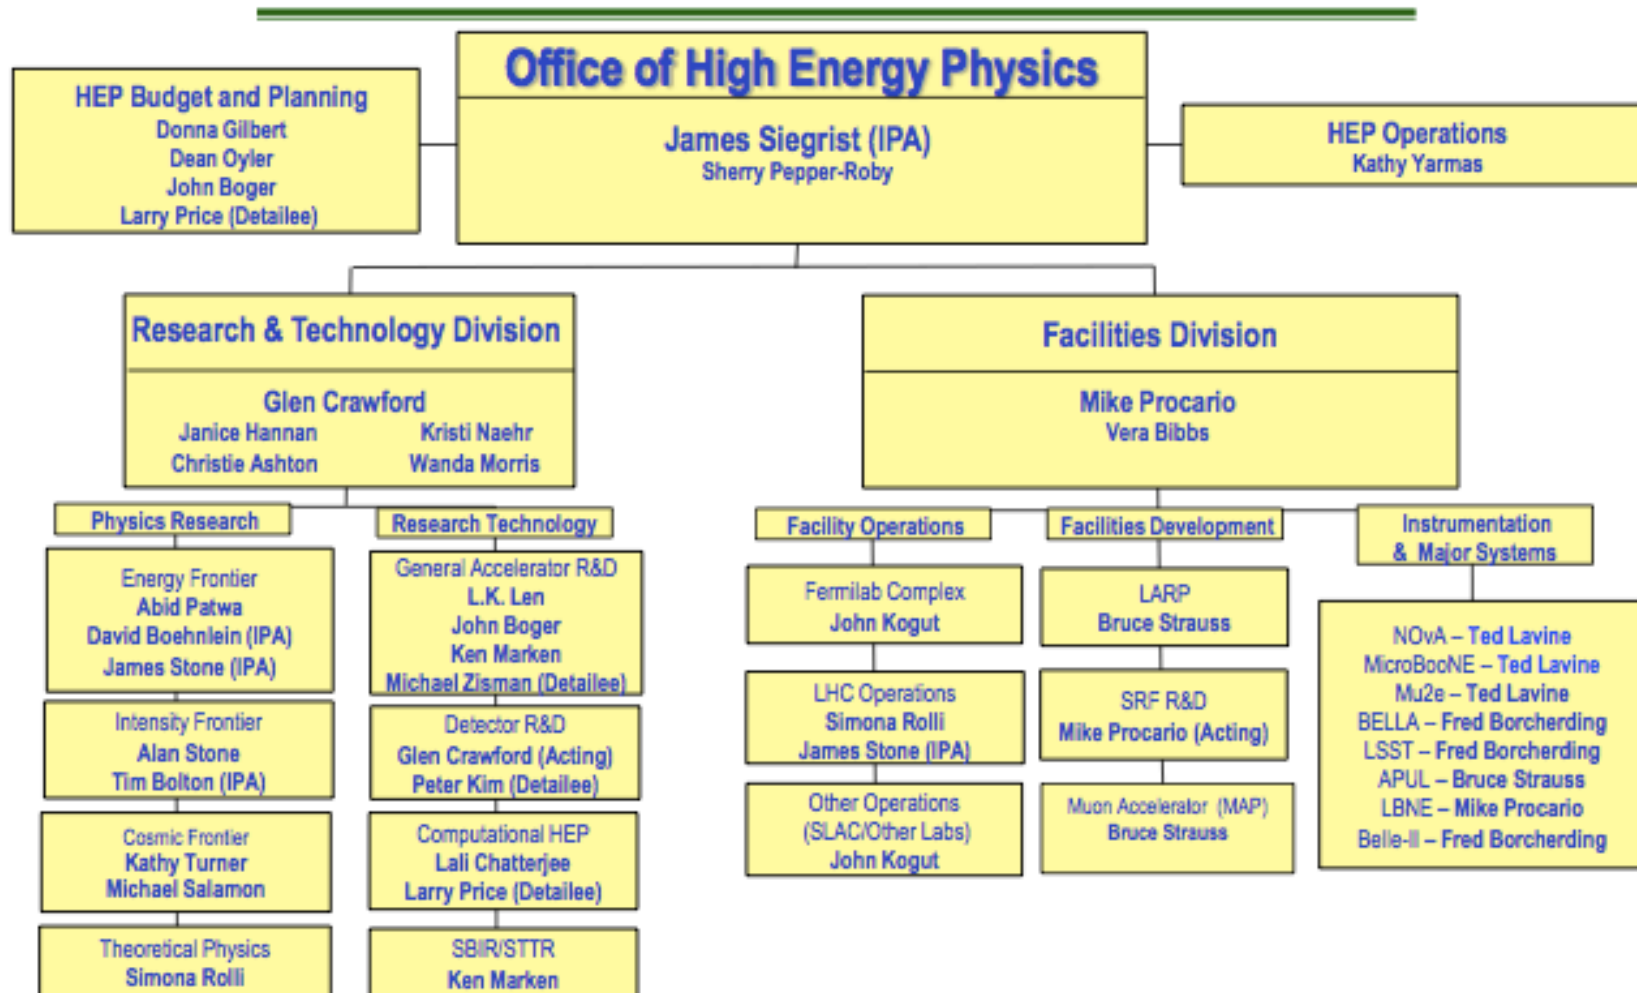 Office of High Energy Physics
James Siegrist (IPA)
Sherry Pepper-Roby
HEP Budget and Planning
Donna Gilbert
Dean Oyler
John Boger
Larry Price (Detailee)
HEP Operations
Kathy Yarmas
Research & Technology Division
Glen Crawford
Janice Hannan Kristi Naehr
Christie Ashton Wanda Morris
Physics Research
Energy Frontier
Abid Patwa
David Boehnlein (IPA)
James Stone (IPA)
Intensity Frontier
Alan Stone
Tim Bolton (IPA)
Cosmic Frontier
Kathy Turner
Michael Salamon
Theoretical Physics
Simona Rolli
Research Technology
General Accelerator R&D
L.K. Len
John Boger
Ken Marken
Michael Zisman (Detailee)
Detector R&D
Glen Crawford (Acting)
Peter Kim (Detailee)
Computational HEP
Lali Chatterjee
Larry Price (Detailee)
SBIR/STTR
Ken Marken
Facilities Division
Mike Procario
Vera Bibbs
Facility Operations
Fermilab Complex
John Kogut
LHC Operations
Simona Rolli
James Stone (IPA)
Other Operations
(SLAC/Other Labs)
John Kogut
Facilities Development
LARP
Bruce Strauss
SRF R&D
Mike Procario (Acting)
Muon Accelerator (MAP)
Bruce Strauss
Instrumentation
& Major Systems
NOvA – Ted Lavine
MicroBooNE – Ted Lavine
Mu2e – Ted Lavine
BELLA – Fred Borcherding
LSST – Fred Borcherding
APUL – Bruce Strauss
LBNE – Mike Procario
Belle-II – Fred Borcherding